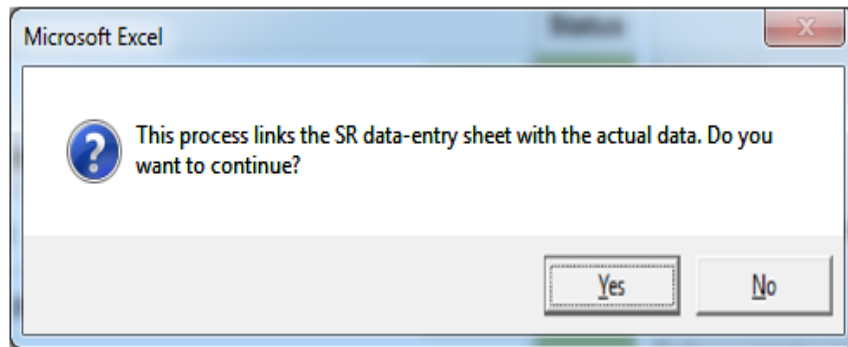 Status
Microsoft Excel
This process links the SR data-entry sheet with the actual data. Do you
want to continue?
Yes
No